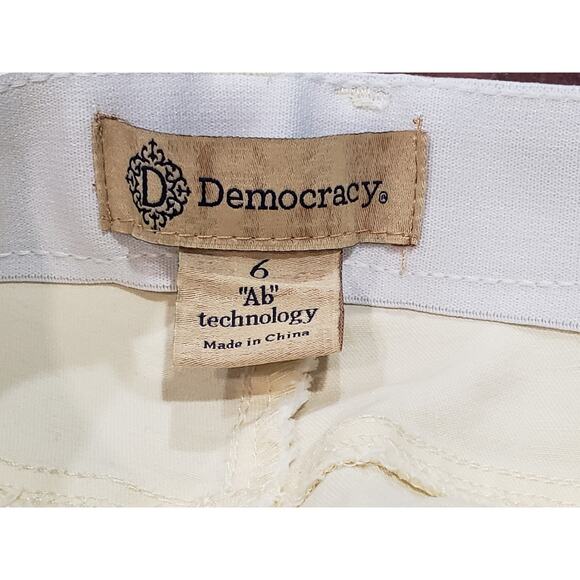 D Democracy®
6
"Ab"
technology
Made in China